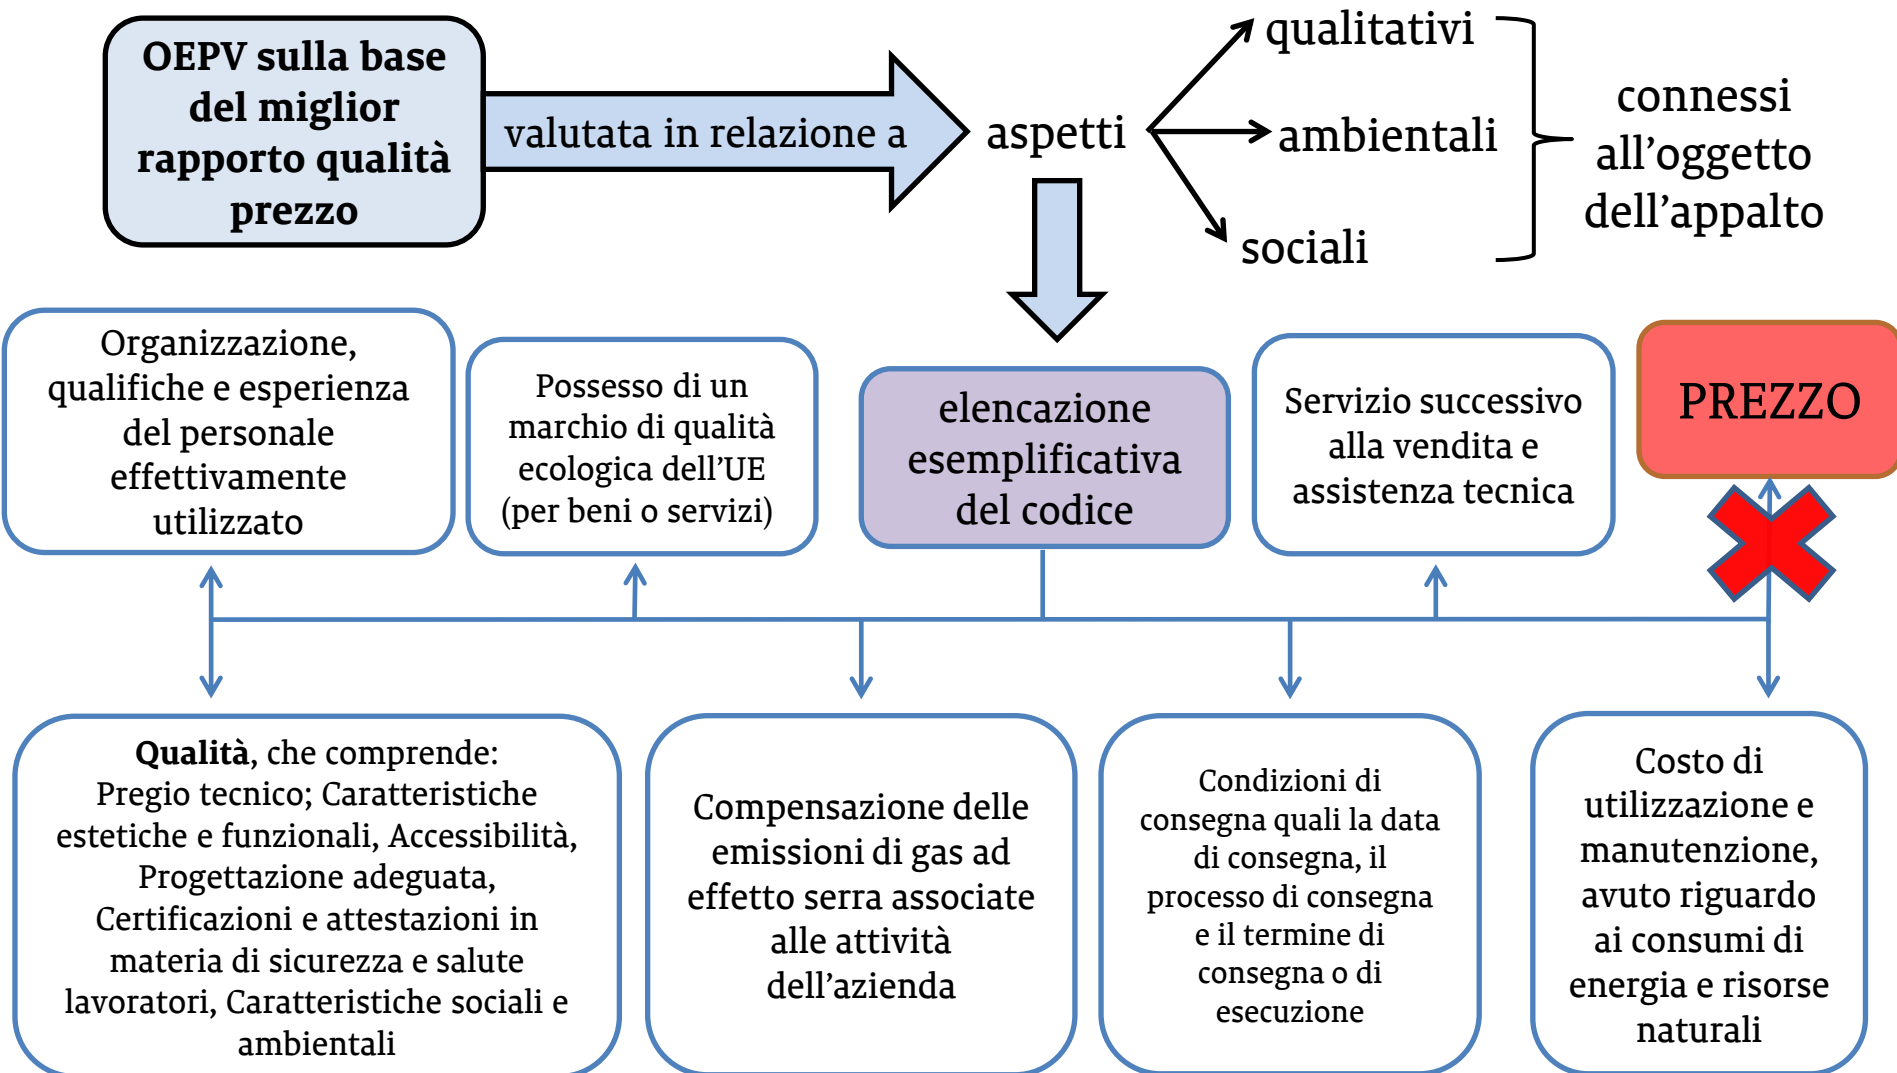 OEPV sulla base
del miglior
rapporto qualità
prezzo
valutata in relazione a
aspetti
qualitativi
ambientali
sociali
connessi
all’oggetto
dell’appalto
Organizzazione,
qualifiche e esperienza
del personale
effettivamente
utilizzato
Possesso di un
marchio di qualità
ecologica dell’UE
(per beni o servizi)
elencazione
esemplificativa
del codice
Servizio successivo
alla vendita e
assistenza tecnica
PREZZO
Qualità, che comprende:
Pregio tecnico; Caratteristiche
estetiche e funzionali, Accessibilità,
Progettazione adeguata,
Certificazioni e attestazioni in
materia di sicurezza e salute
lavoratori, Caratteristiche sociali e
ambientali
Compensazione delle
emissioni di gas ad
effetto serra associate
alle attività
dell’azienda
Condizioni di
consegna quali la data
di consegna, il
processo di consegna
e il termine di
consegna o di
esecuzione
Costo di
utilizzazione e
manutenzione,
avuto riguardo
ai consumi di
energia e risorse
naturali